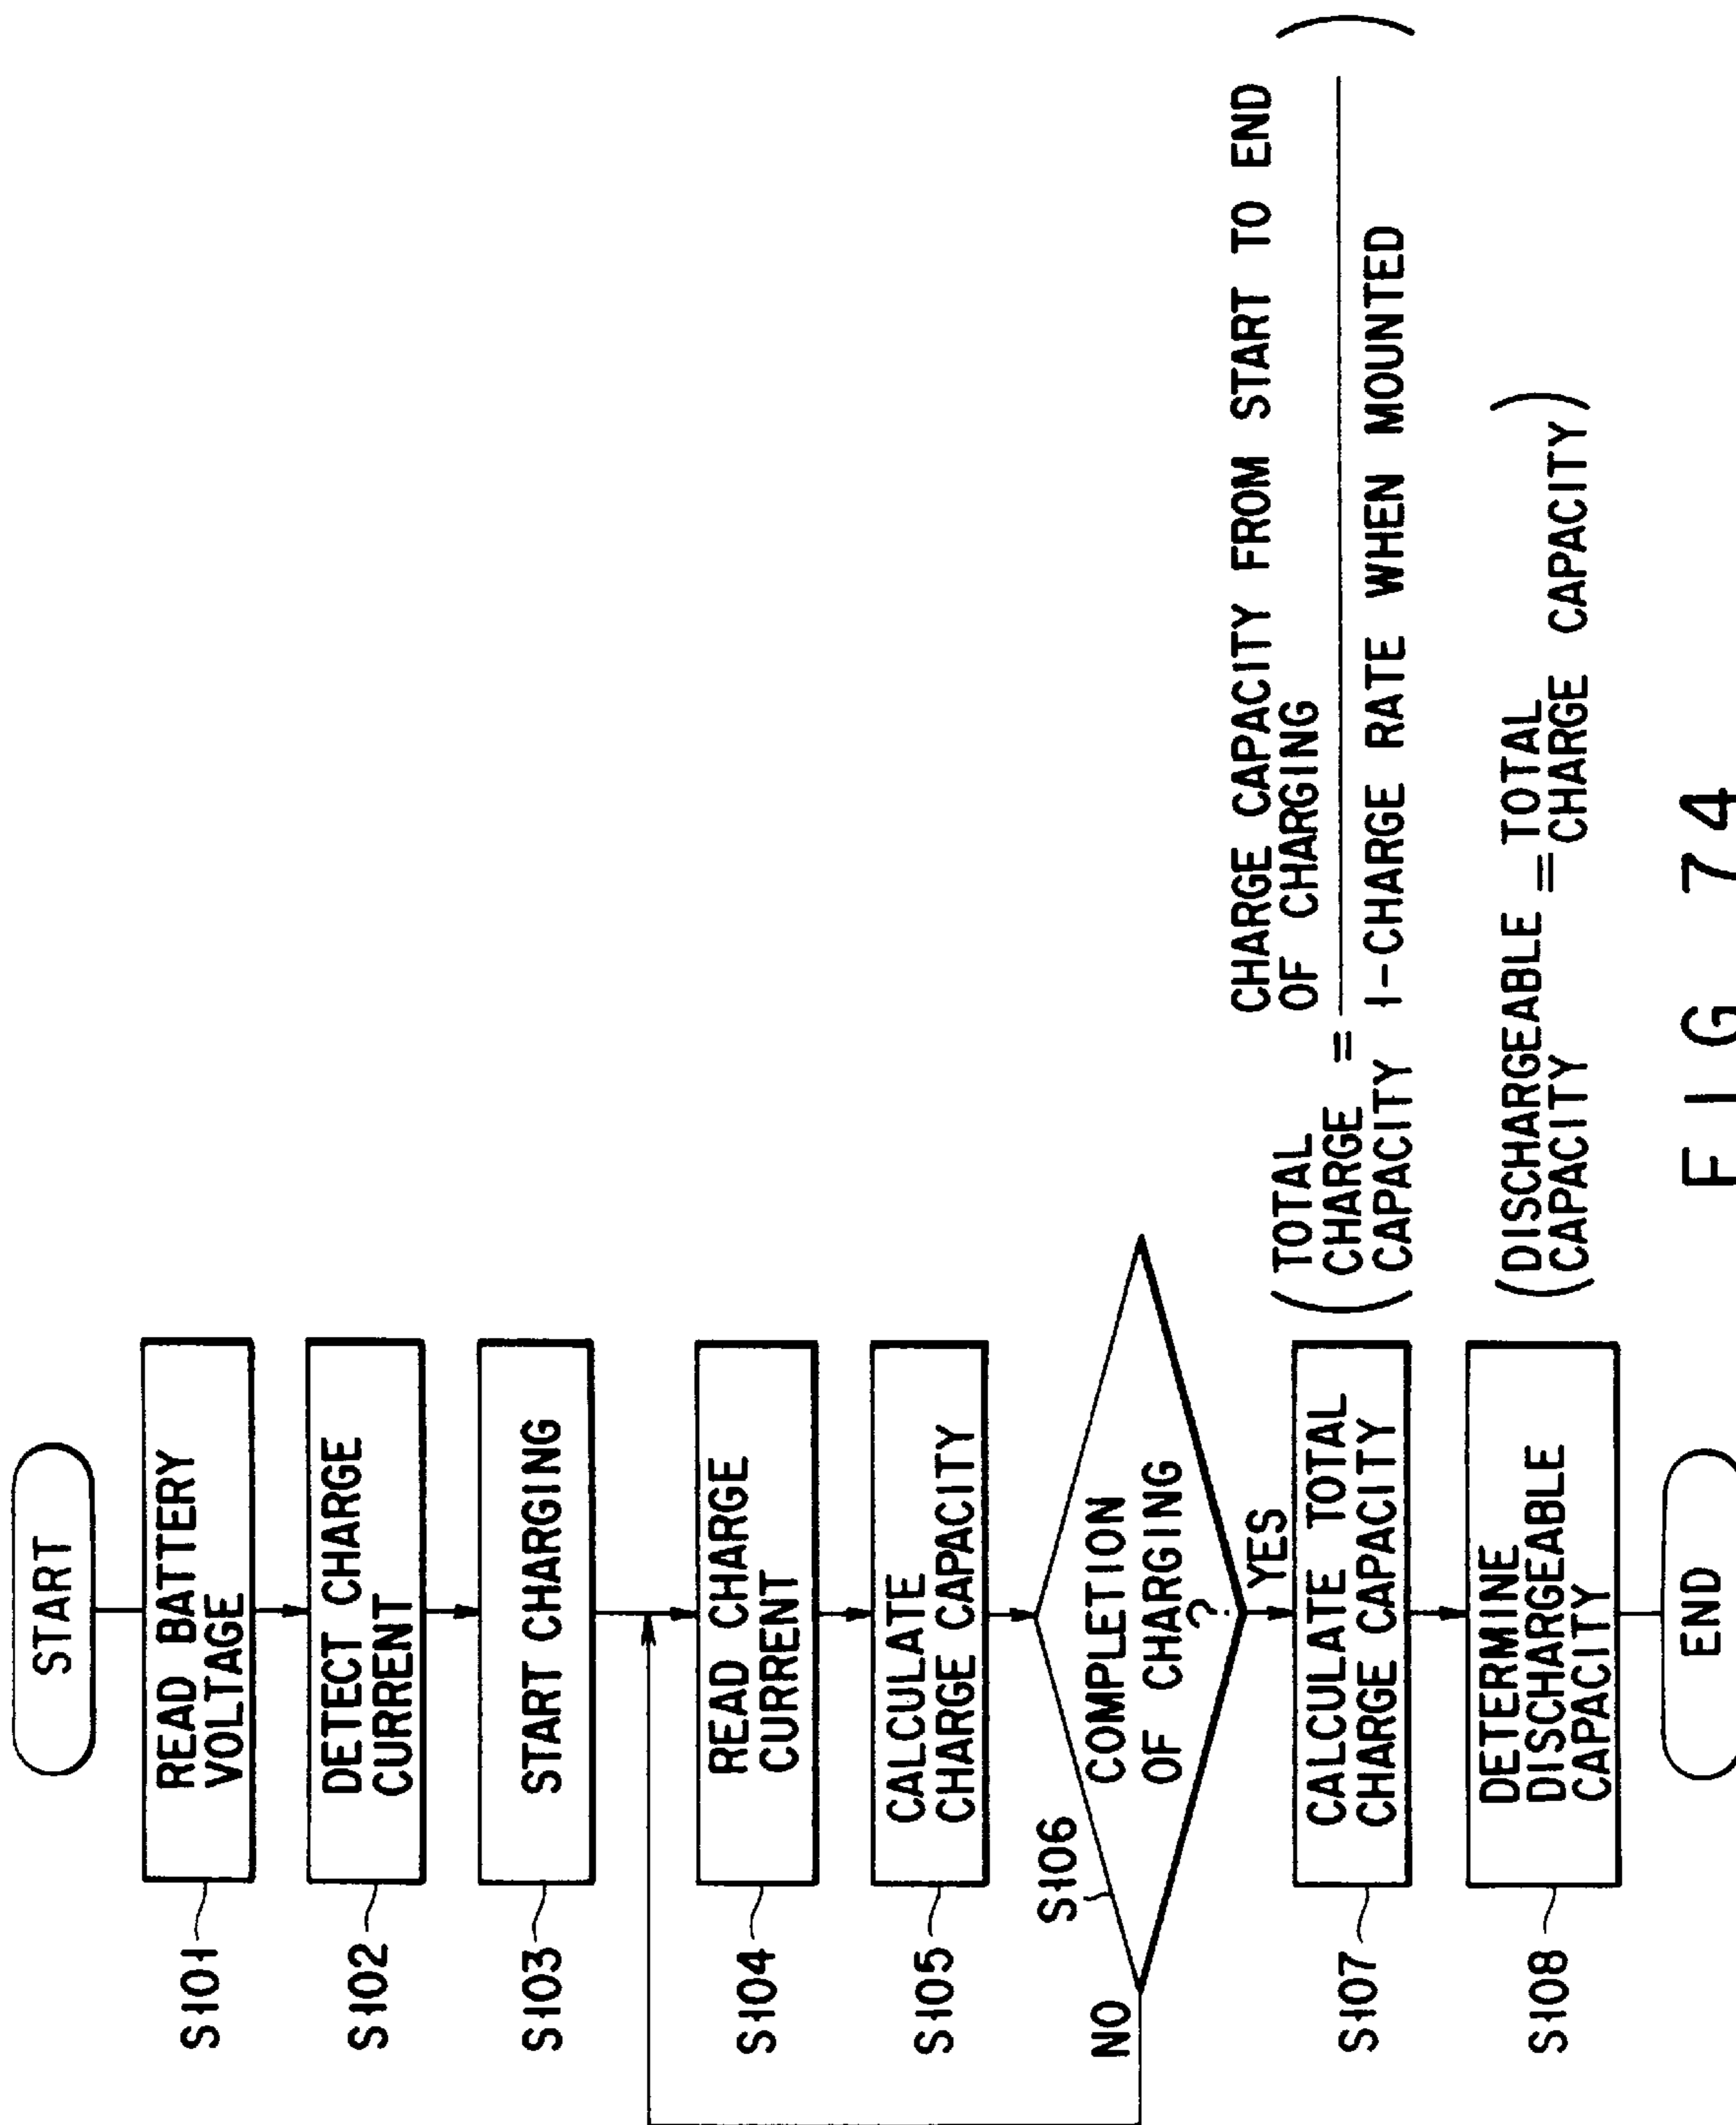 START
S101
READ BATTERY
VOLTAGE
S102
DETECT CHARGE
CURRENT
S103
START CHARGING
S104
READ CHARGE
CURRENT
S105
CALCULATE
CHARGE CAPACITY
S106
COMPLETION
OF CHARGING
?
NO
YES
S107
CALCULATE TOTAL
CHARGE CAPACITY
(TOTAL
CHARGE =
CAPACITY
CHARGE CAPACITY FROM START TO END
OF CHARGING
1-CHARGE RATE WHEN MOUNTED)
S108
DETERMINE
DISCHARGEABLE
CAPACITY
(DISCHARGEABLE = TOTAL
CAPACITY = CHARGE CAPACITY)
END
FIG 74